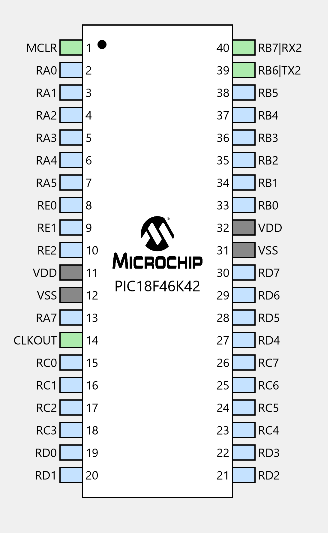 MCLR 1 40 RB7|RX2
RA0 2 39 RB6|TX2
RA1 3 38 RB5
RA2 4 37 RB4
RA3 5 36 RB3
RA4 6 35 RB2
RA5 7 34 RB1
RE0 8 33 RB0
RE1 9 32 VDD
RE2 10 31 VSS
MICROCHIP
VDD 11 30 RD7
PIC18F46K42
VSS 12 29 RD6
RA7 13 28 RD5
CLKOUT 14 27 RD4
RC0 15 26 RC7
RC1 16 25 RC6
RC2 17 24 RC5
RC3 18 23 RC4
RD0 19 22 RD3
RD1 20 21 RD2